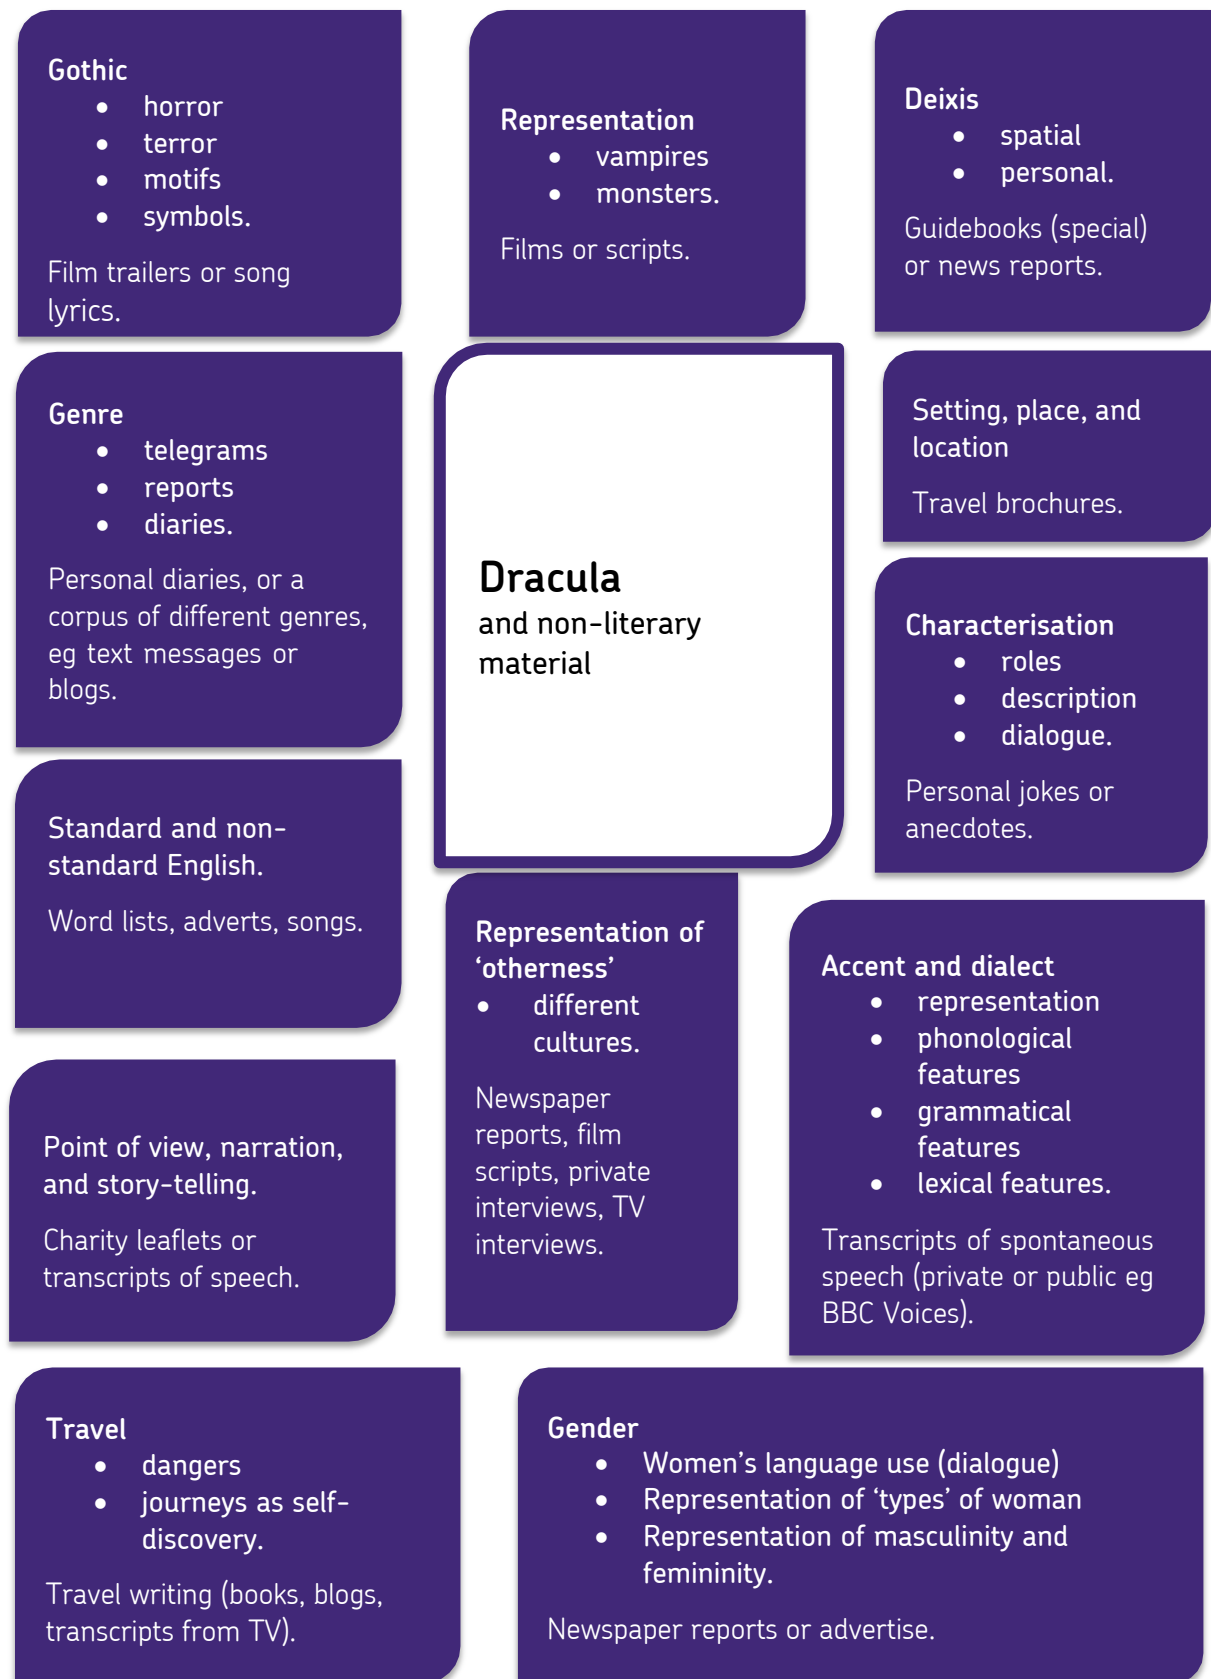 Gothic
• horror
• terror
• motifs
• symbols.
Film trailers or song
lyrics.
Representation
• vampires
• monsters.
Films or scripts.
Deixis
• spatial
• personal.
Guidebooks (special)
or news reports.
Genre
• telegrams
• reports
• diaries.
Personal diaries, or a
corpus of different genres,
eg text messages or
blogs.
Dracula
and non-literary
material
Setting, place, and
location
Travel brochures.
Characterisation
• roles
• description
• dialogue.
Personal jokes or
anecdotes.
Standard and non-
standard English.
Word lists, adverts, songs.
Representation of
‘otherness’
• different
cultures.
Newspaper
reports, film
scripts, private
interviews, TV
interviews.
Accent and dialect
• representation
• phonological
features
• grammatical
features
• lexical features.
Transcripts of spontaneous
speech (private or public eg
BBC Voices).
Point of view, narration,
and story-telling.
Charity leaflets or
transcripts of speech.
Travel
• dangers
• journeys as self-
discovery.
Travel writing (books, blogs,
transcripts from TV).
Gender
• Women’s language use (dialogue)
• Representation of ‘types’ of woman
• Representation of masculinity and
femininity.
Newspaper reports or advertise.